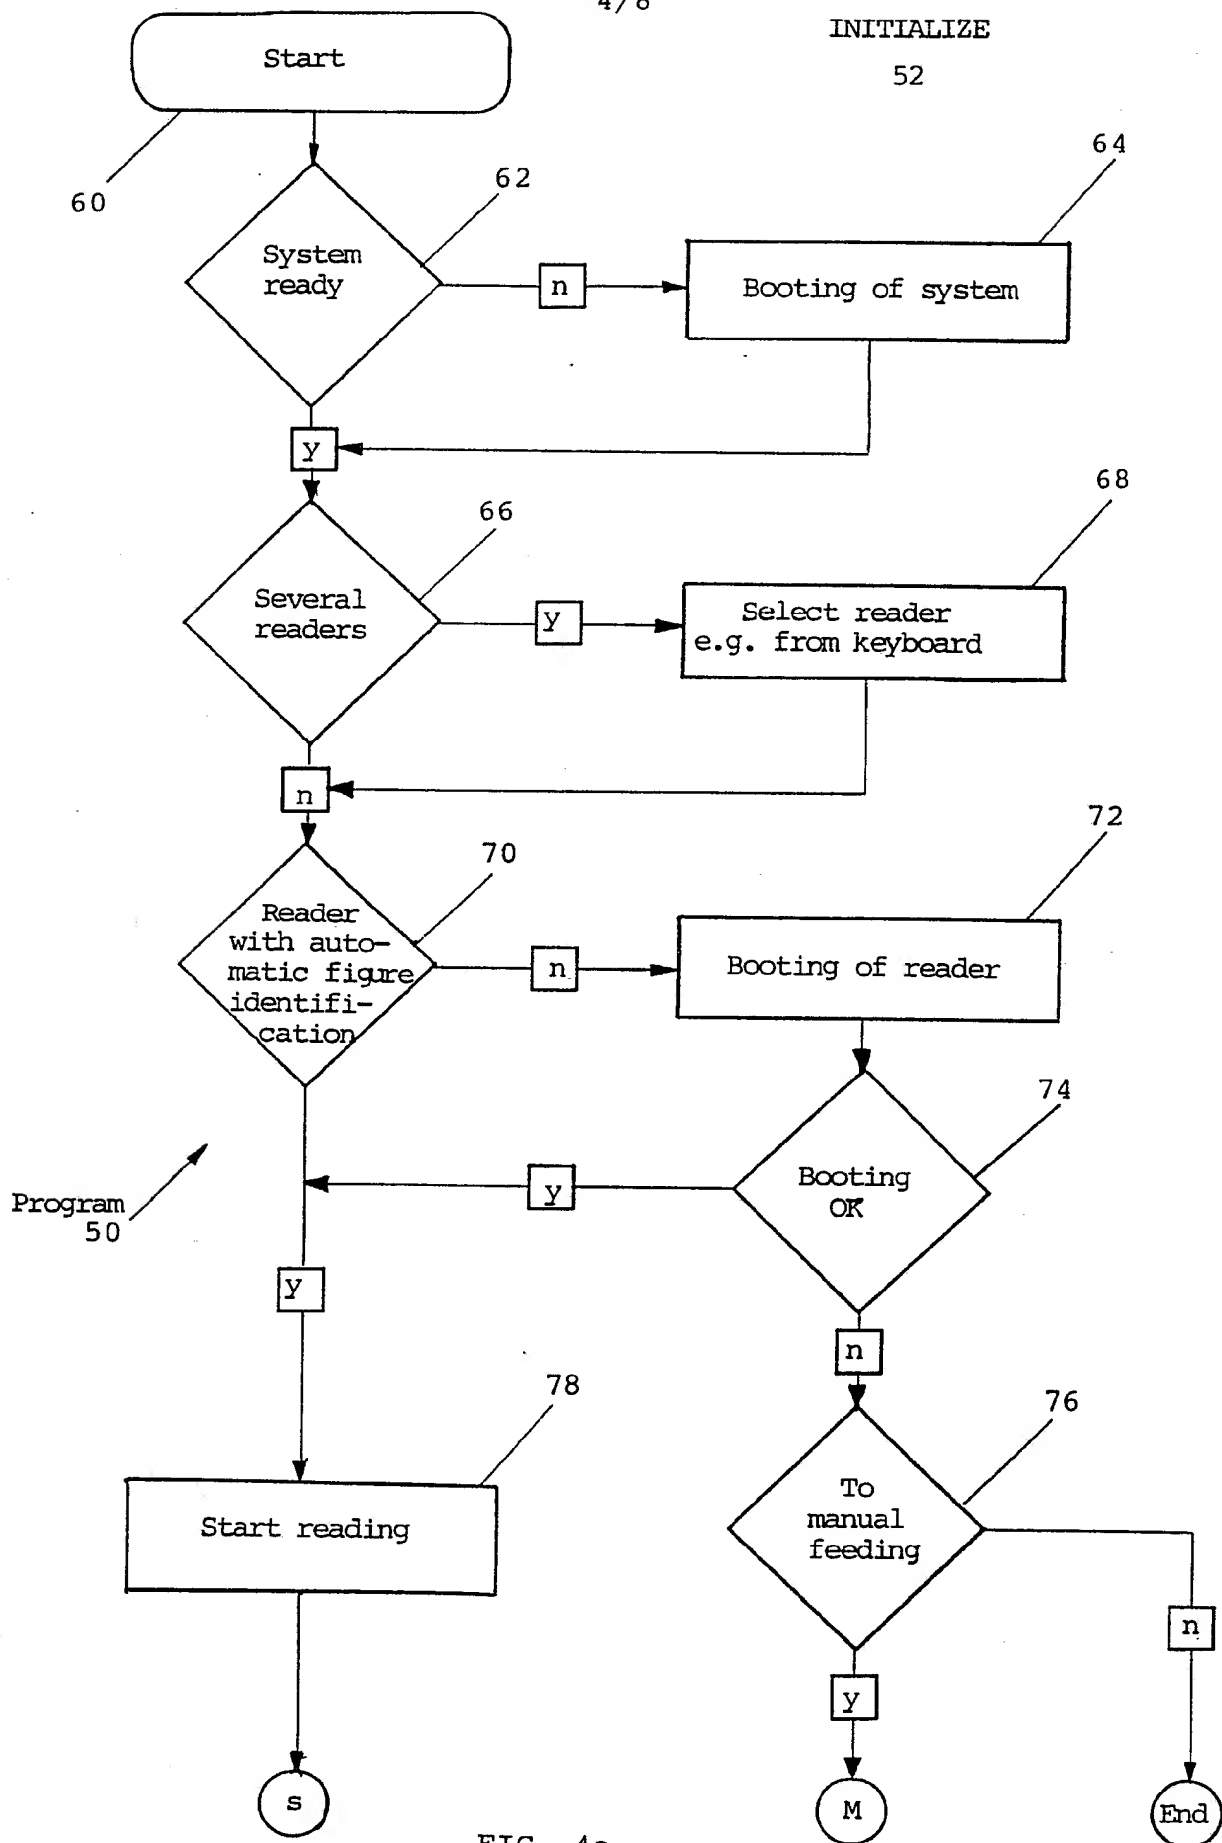 4/8
INITIALIZE
52
Start
60
62
64
System
ready
n
Booting of system
y
66
68
Several
readers
y
Select reader
e.g. from keyboard
n
70
72
Reader
with auto-
matic figure
identifi-
cation
n
Booting of reader
74
Booting
OK
y
Program
50
y
n
78
76
Start reading
To
manual
feeding
n
y
s
M
End